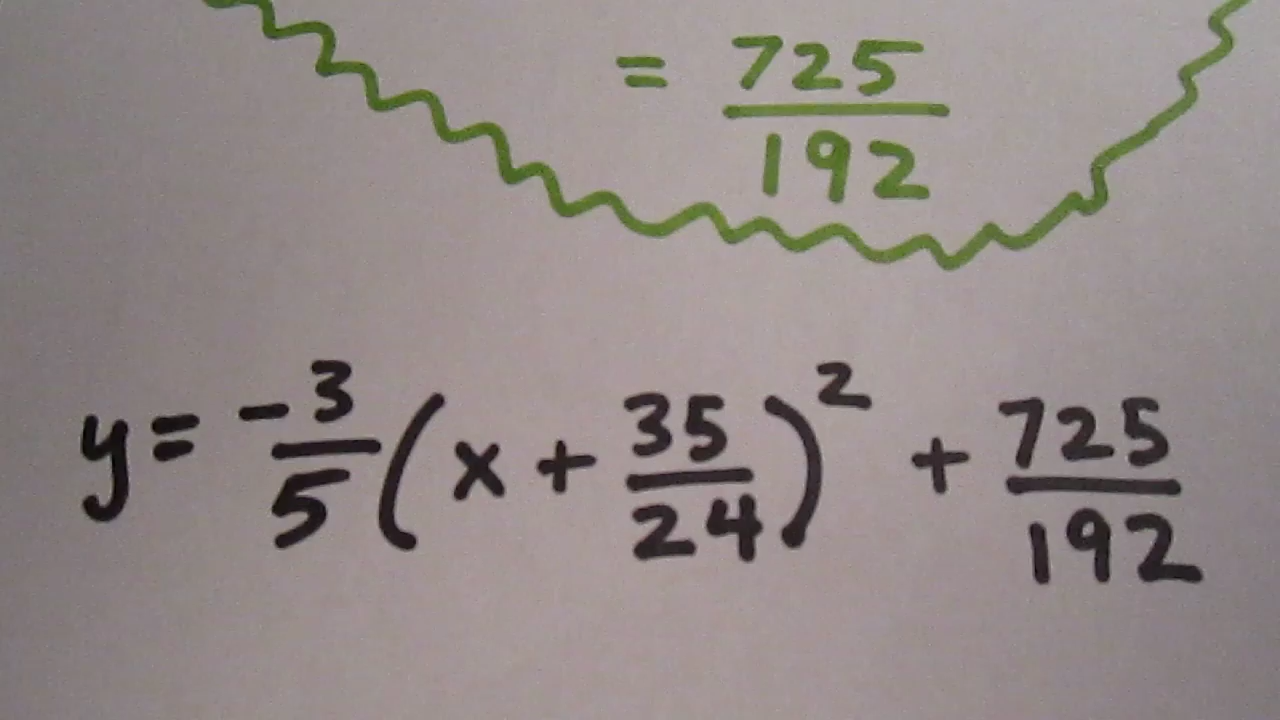 = 725/192
y = -3/5 (x + 35/24)² + 725/192